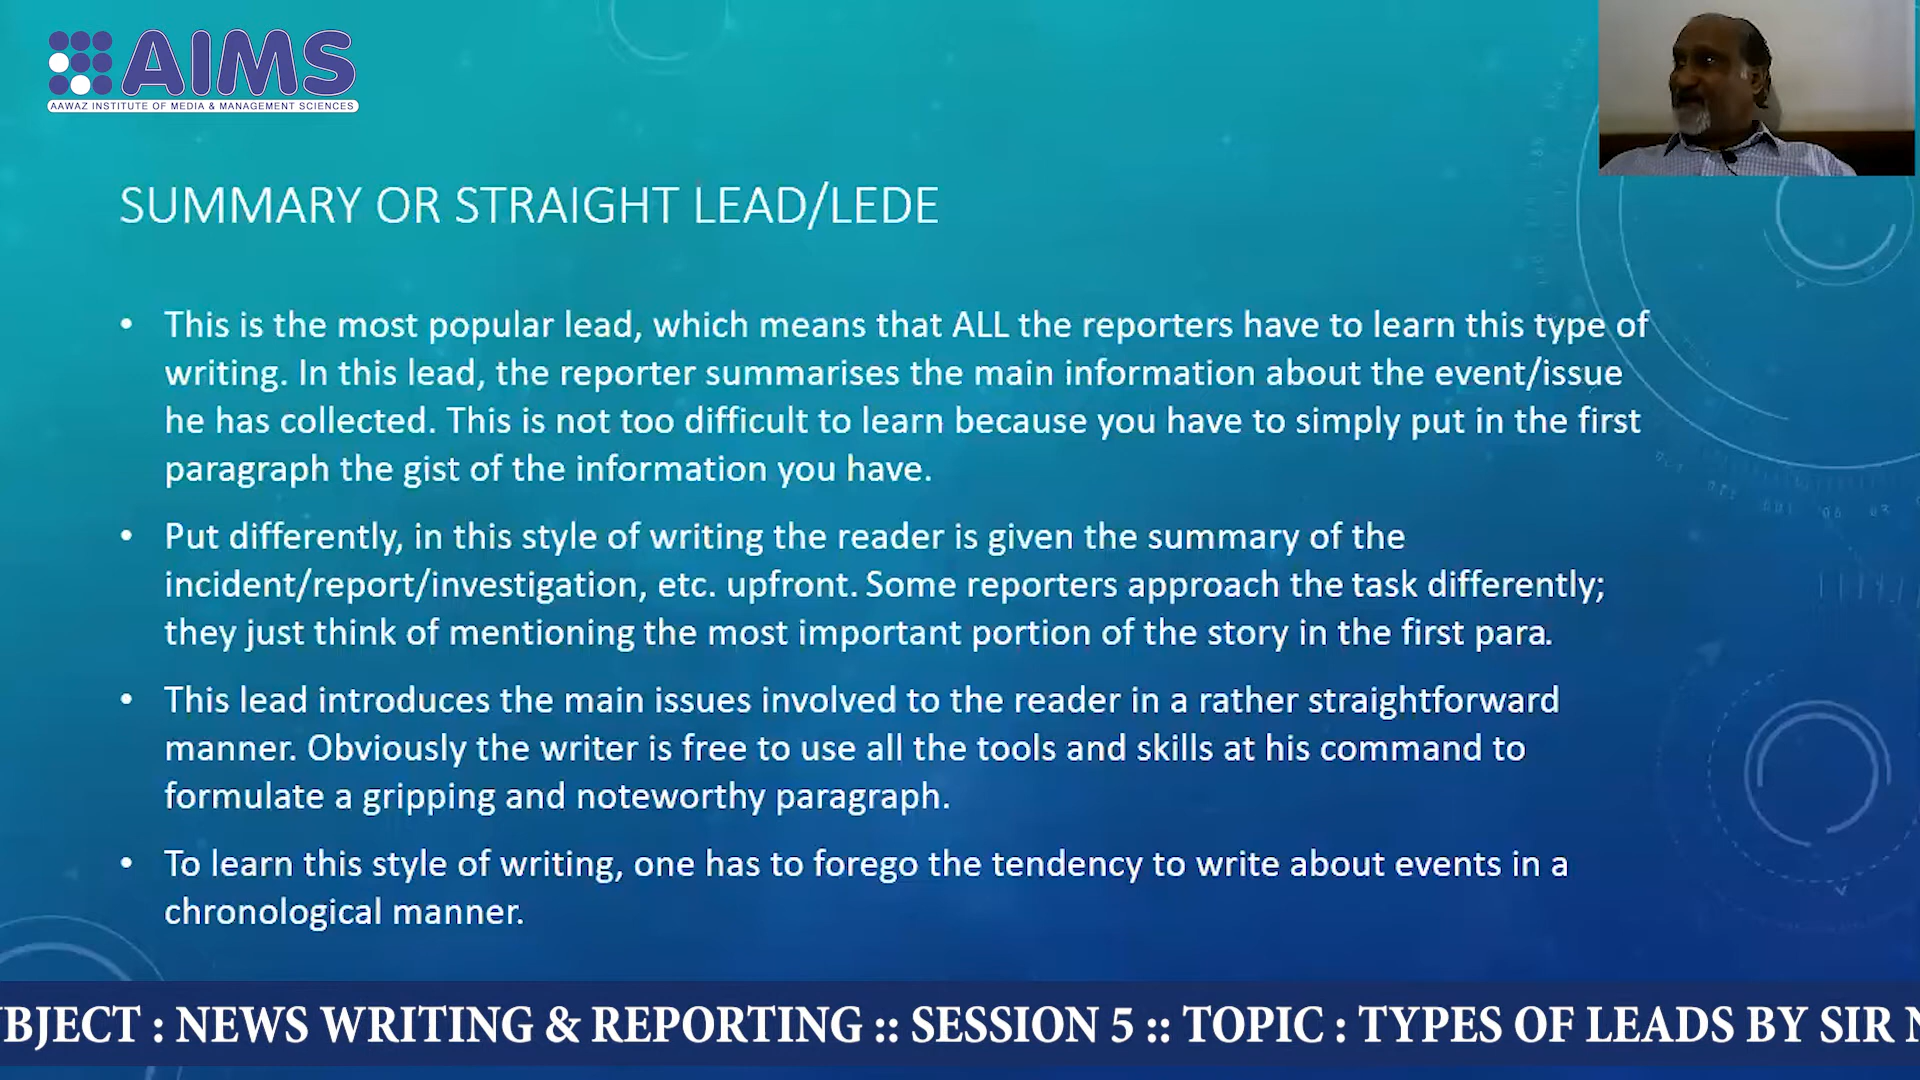 AIMS
AAWAZ INSTITUTE OF MEDIA & MANAGEMENT SCIENCES
SUMMARY OR STRAIGHT LEAD/LEDE
• This is the most popular lead, which means that ALL the reporters have to learn this type of
writing. In this lead, the reporter summarises the main information about the event/issue
he has collected. This is not too difficult to learn because you have to simply put in the first
paragraph the gist of the information you have.
• Put differently, in this style of writing the reader is given the summary of the
incident/report/investigation, etc. upfront. Some reporters approach the task differently;
they just think of mentioning the most important portion of the story in the first para.
• This lead introduces the main issues involved to the reader in a rather straightforward
manner. Obviously the writer is free to use all the tools and skills at his command to
formulate a gripping and noteworthy paragraph.
• To learn this style of writing, one has to forego the tendency to write about events in a
chronological manner.
BJECT : NEWS WRITING & REPORTING :: SESSION 5 :: TOPIC : TYPES OF LEADS BY SIR